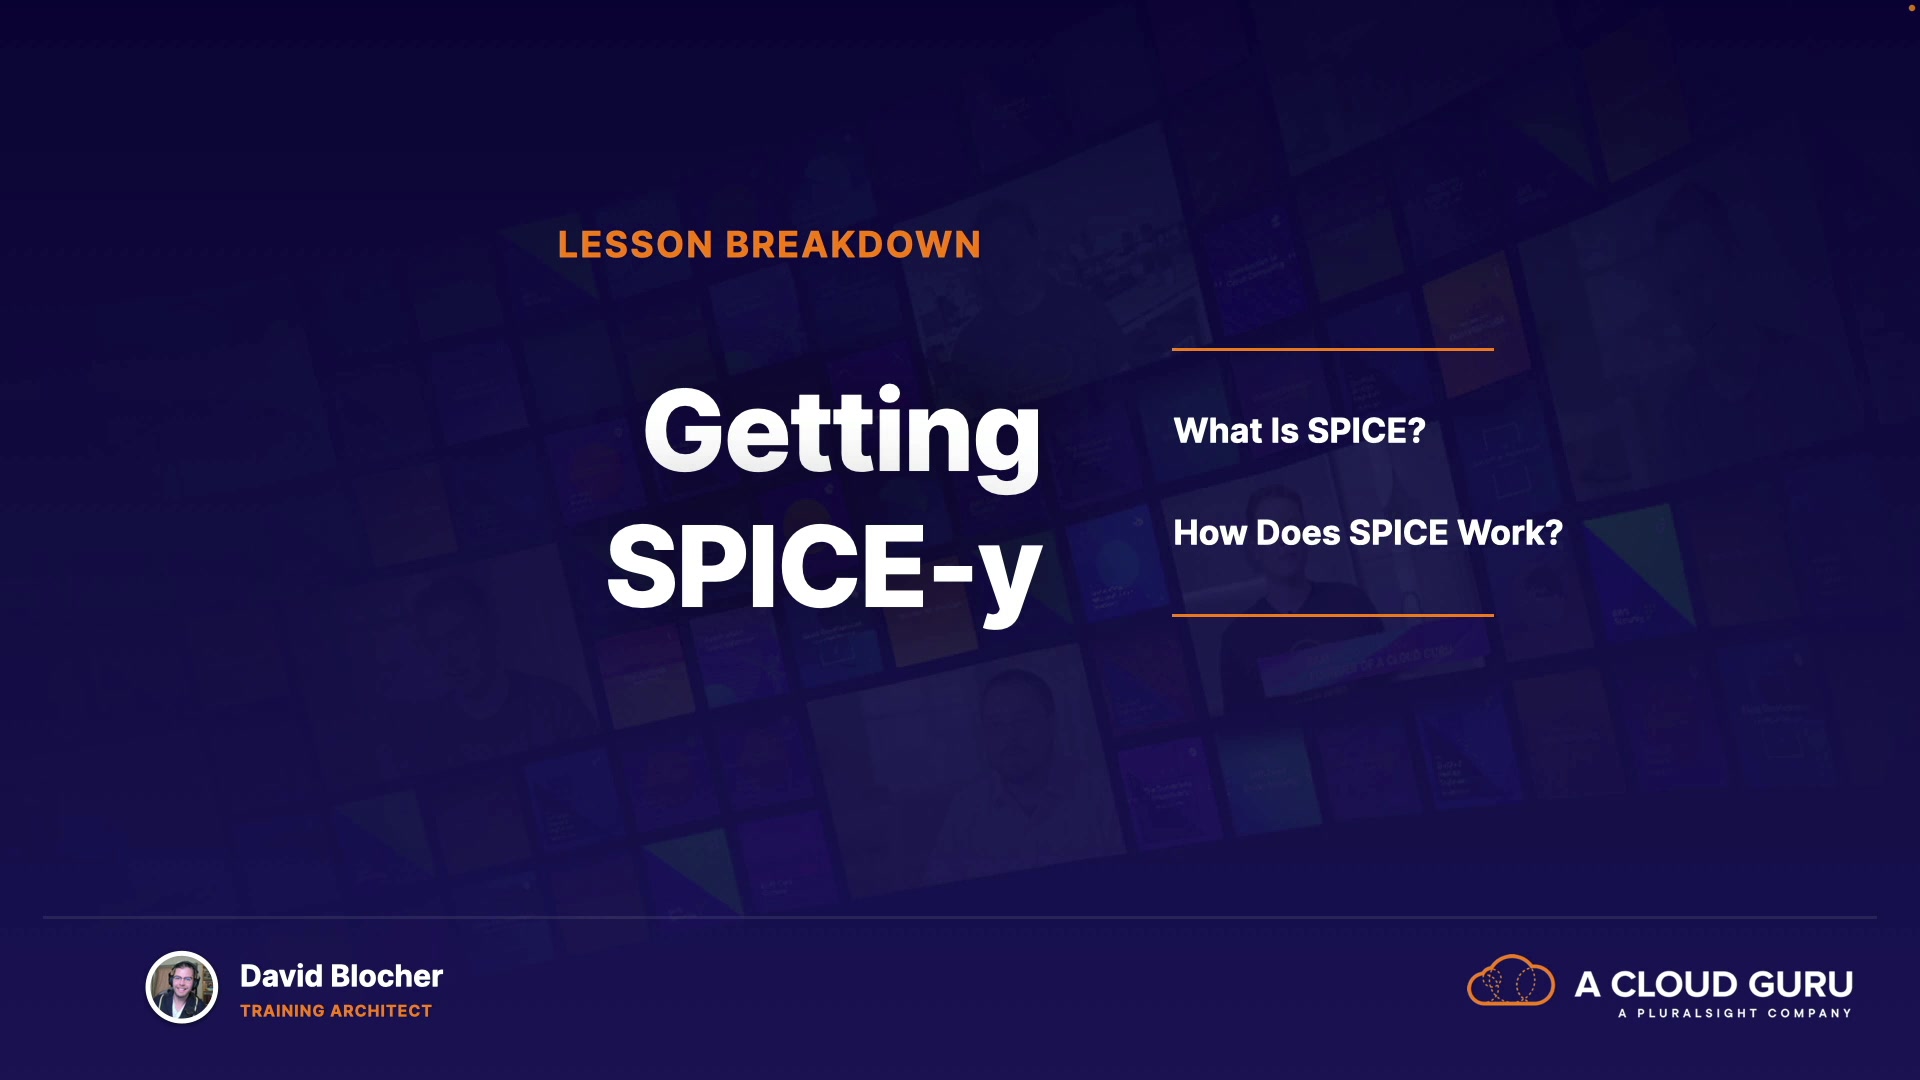 LESSON BREAKDOWN
Getting
SPICE-y
What Is SPICE?
How Does SPICE Work?
David Blocher
TRAINING ARCHITECT
A CLOUD GURU
A PLURALSIGHT COMPANY